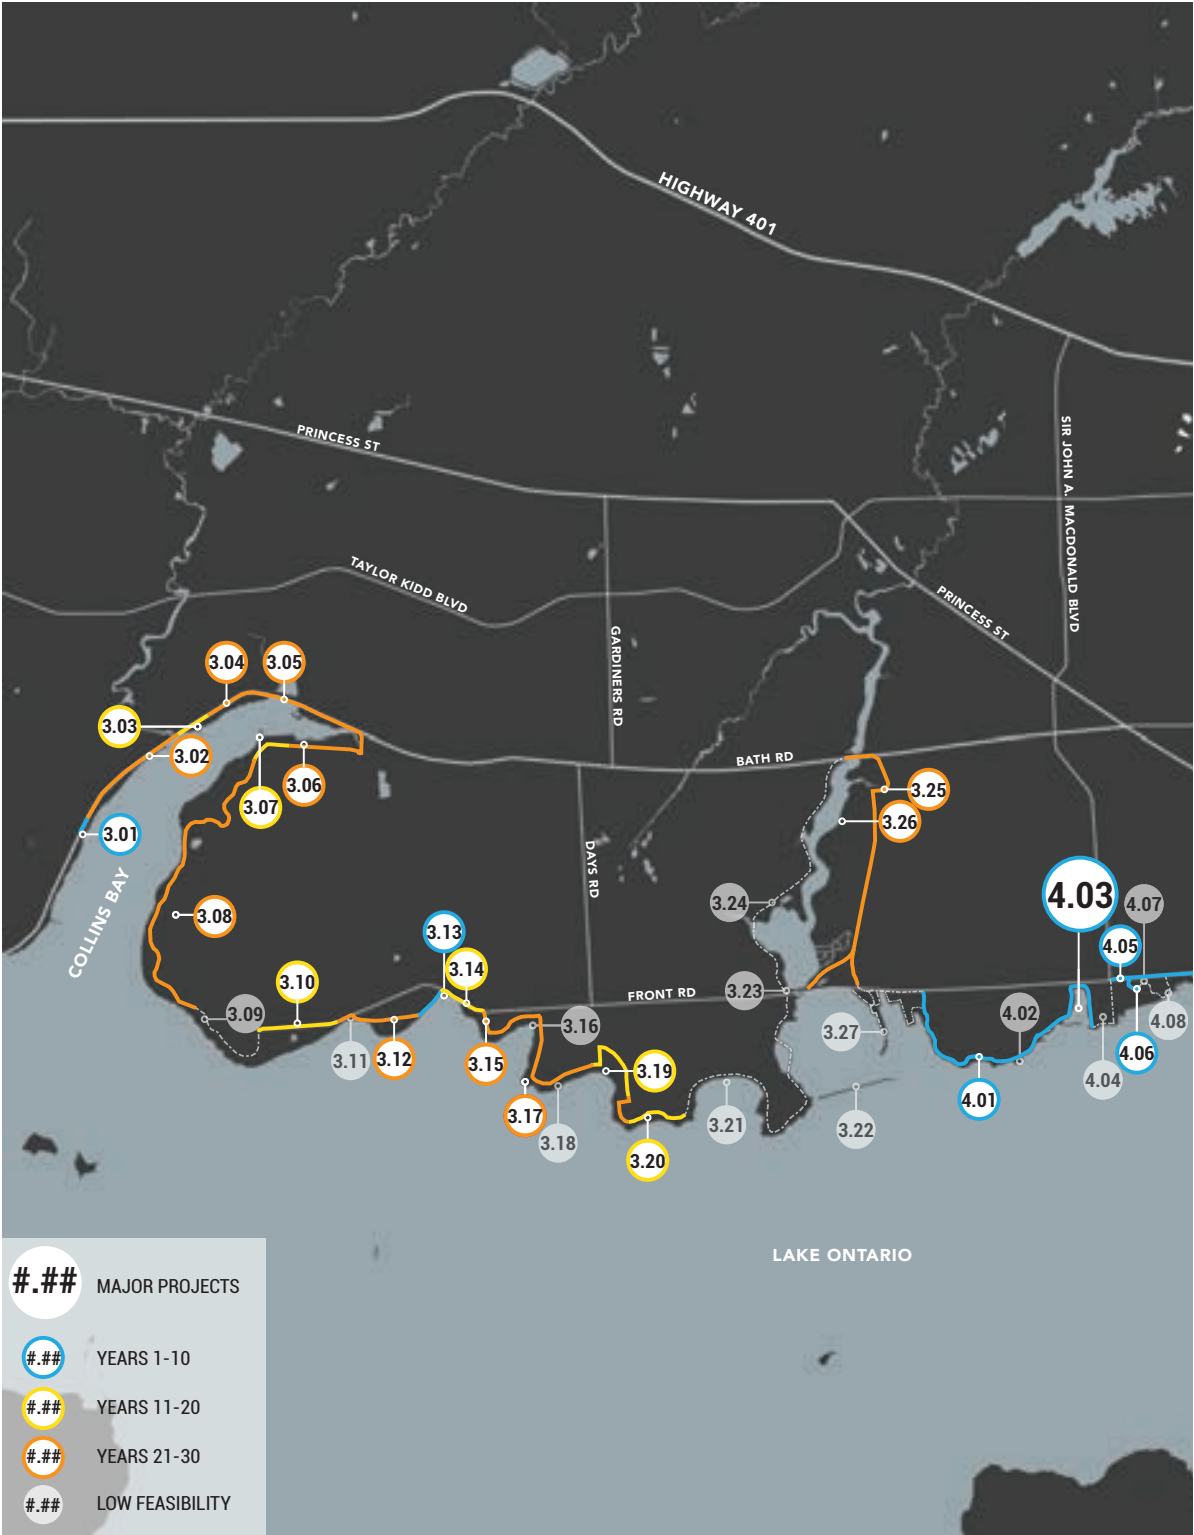 HIGHWAY 401
PRINCESS ST
SIR JOHN A. MACDONALD BLVD
TAYLOR KIDD BLVD
PRINCESS ST
GARDINERS RD
3.04
3.05
3.03
3.02
3.06
3.07
3.01
BATH RD
3.25
3.26
DAYS RD
COLLINS BAY
3.08
3.24
4.03
4.07
3.13
4.05
3.14
3.10
FRONT RD
3.23
3.09
3.16
3.27
4.02
4.08
3.11
3.12
3.15
3.19
4.06
4.04
4.01
3.17
3.18
3.21
3.22
3.20
LAKE ONTARIO
#.## MAJOR PROJECTS
#.## YEARS 1-10
#.## YEARS 11-20
#.## YEARS 21-30
#.## LOW FEASIBILITY